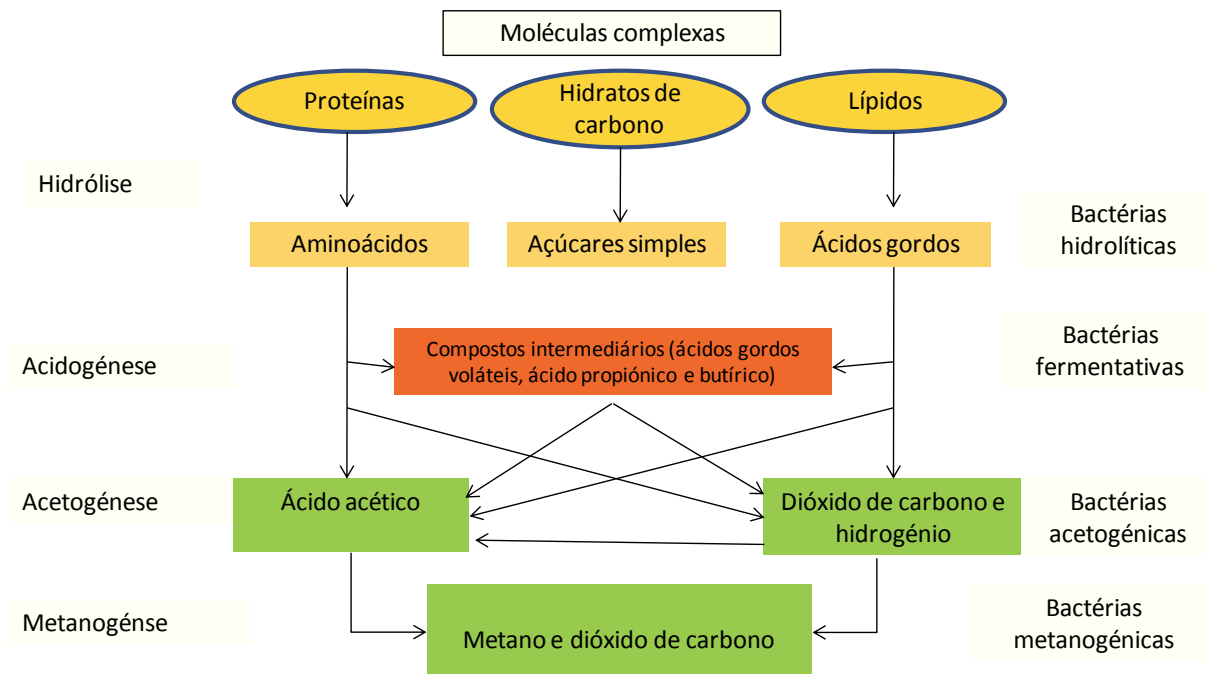 Moléculas complexas
Proteínas
Hidratos de
carbono
Lípidos
Hidrólise
Aminoácidos
Açúcares simples
Ácidos gordos
Bactérias
hidrolíticas
Acidogénese
Compostos intermediários (ácidos gordos
voláteis, ácido propiónico e butírico)
Bactérias
fermentativas
Acetogénese
Ácido acético
Dióxido de carbono e
hidrogénio
Bactérias
acetogénicas
Metanogénse
Metano e dióxido de carbono
Bactérias
metanogénicas